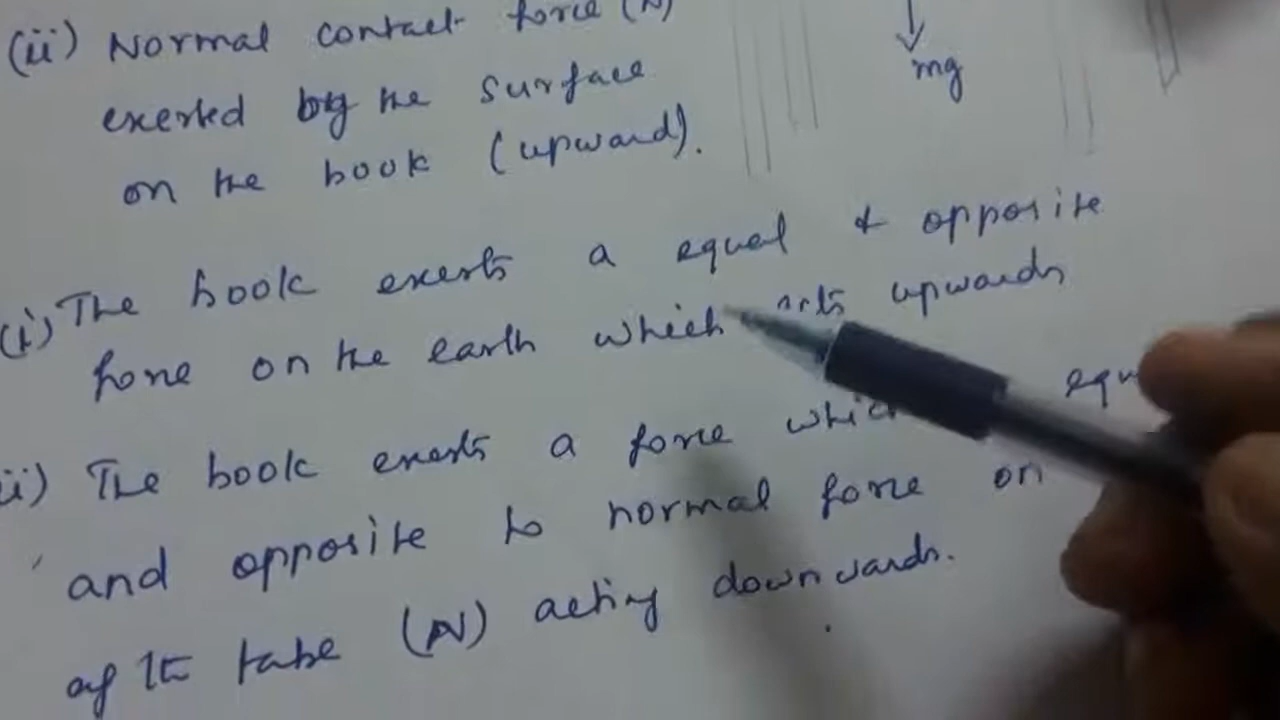 (ii) Normal contact force (N)
mg
exerted by the surface
on the book (upward).
(i) The book exerts a equal & opposite
force on the earth which acts upwards
ii) The book exerts a force which equ
and opposite to normal force on
of the table (N) acting downwards.